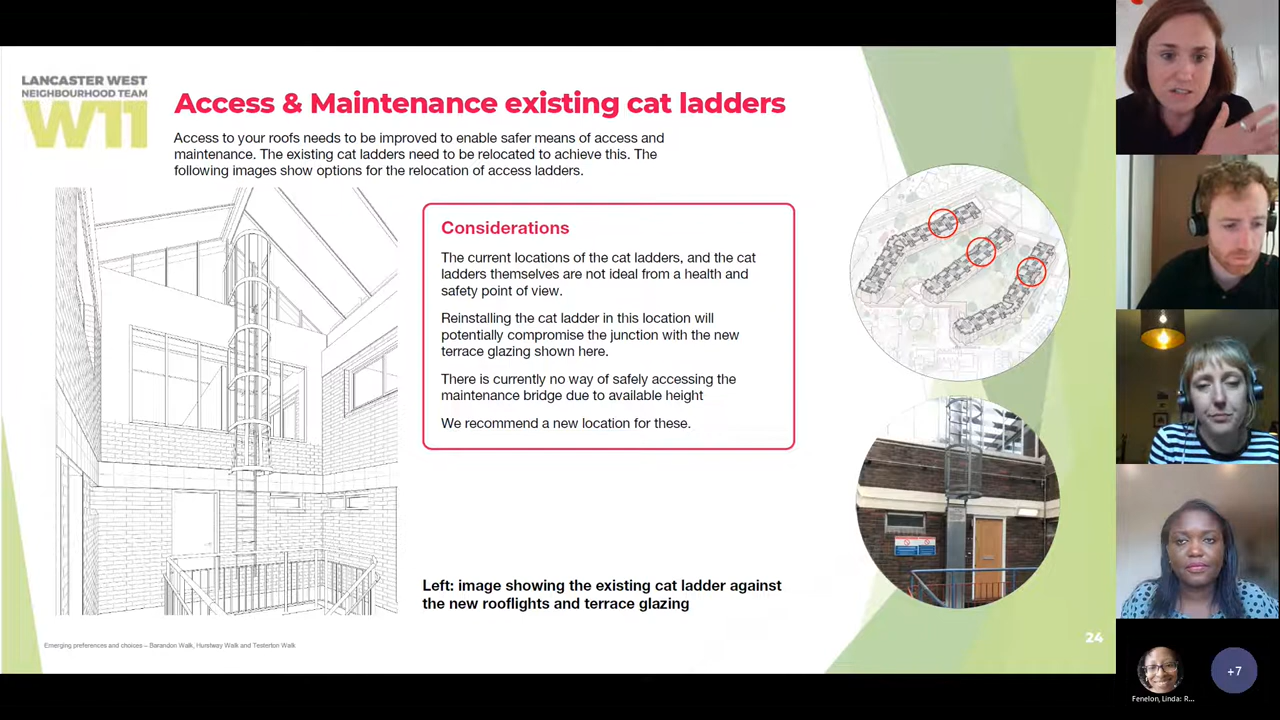 LANCASTER WEST
NEIGHBOURHOOD TEAM
W11
Access & Maintenance existing cat ladders
Access to your roofs needs to be improved to enable safer means of access and
maintenance. The existing cat ladders need to be relocated to achieve this. The
following images show options for the relocation of access ladders.
Considerations
The current locations of the cat ladders, and the cat
ladders themselves are not ideal from a health and
safety point of view.
Reinstalling the cat ladder in this location will
potentially compromise the junction with the new
terrace glazing shown here.
There is currently no way of safely accessing the
maintenance bridge due to available height
We recommend a new location for these.
Left: image showing the existing cat ladder against
the new rooflights and terrace glazing
Emerging preferences and choices – Barandon Walk, Hurstway Walk and Testerton Walk
24
Fenelon, Linda: R...
+7